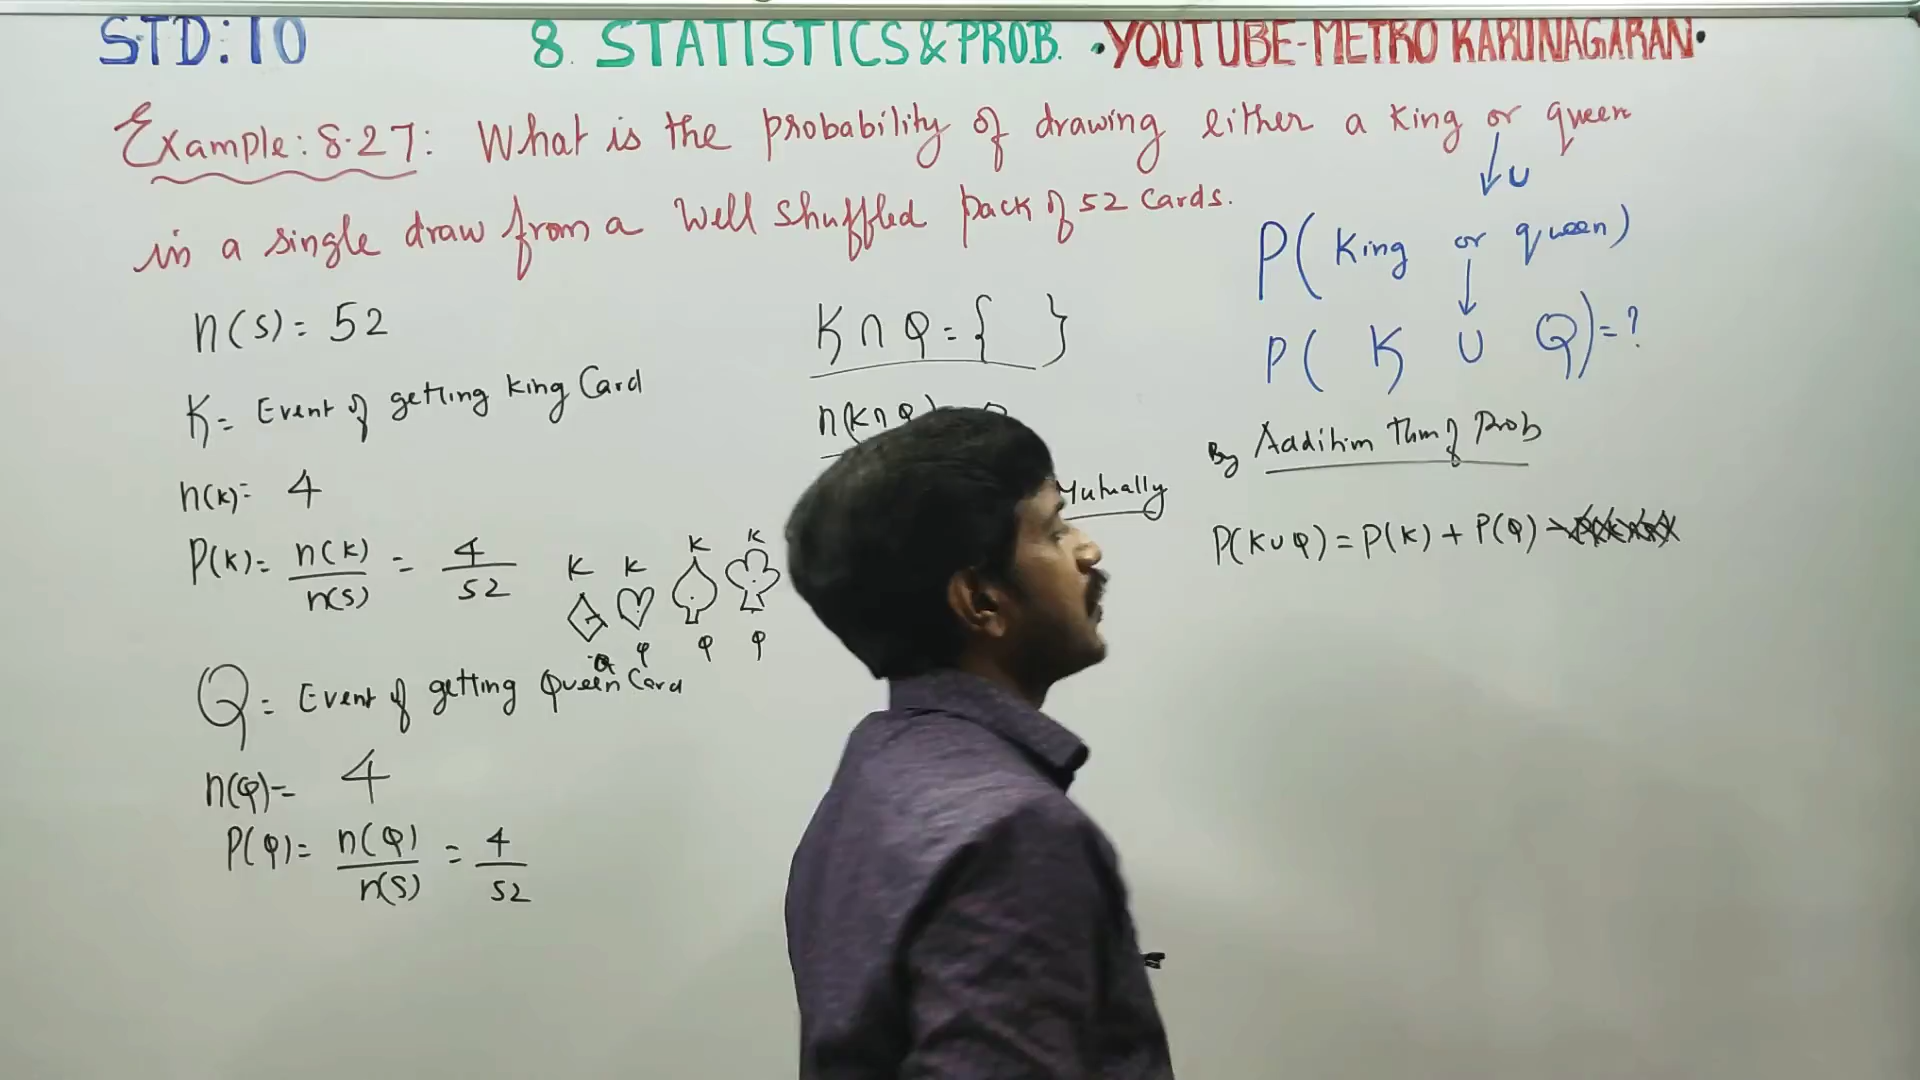 STD:10 8. STATISTICS & PROB. •YOUTUBE-METRO KARUNAGARAN•
Example: 8.27: What is the probability of drawing either a king or queen
in a single draw from a well shuffled pack of 52 cards.
U
n(S) = 52
K = Event of getting king Card
n(K) = 4
P(K) = n(K)/n(S) = 4/52
K K K K
Q Q Q Q
Q = Event of getting Queen Card
n(Q) = 4
P(Q) = n(Q)/n(S) = 4/52
K ∩ Q = { }
n(K∩Q)
Mutually
P( King or queen)
P( K U Q) = ?
By Aadition Thm of Prob
P(K∪Q) = P(K) + P(Q) -